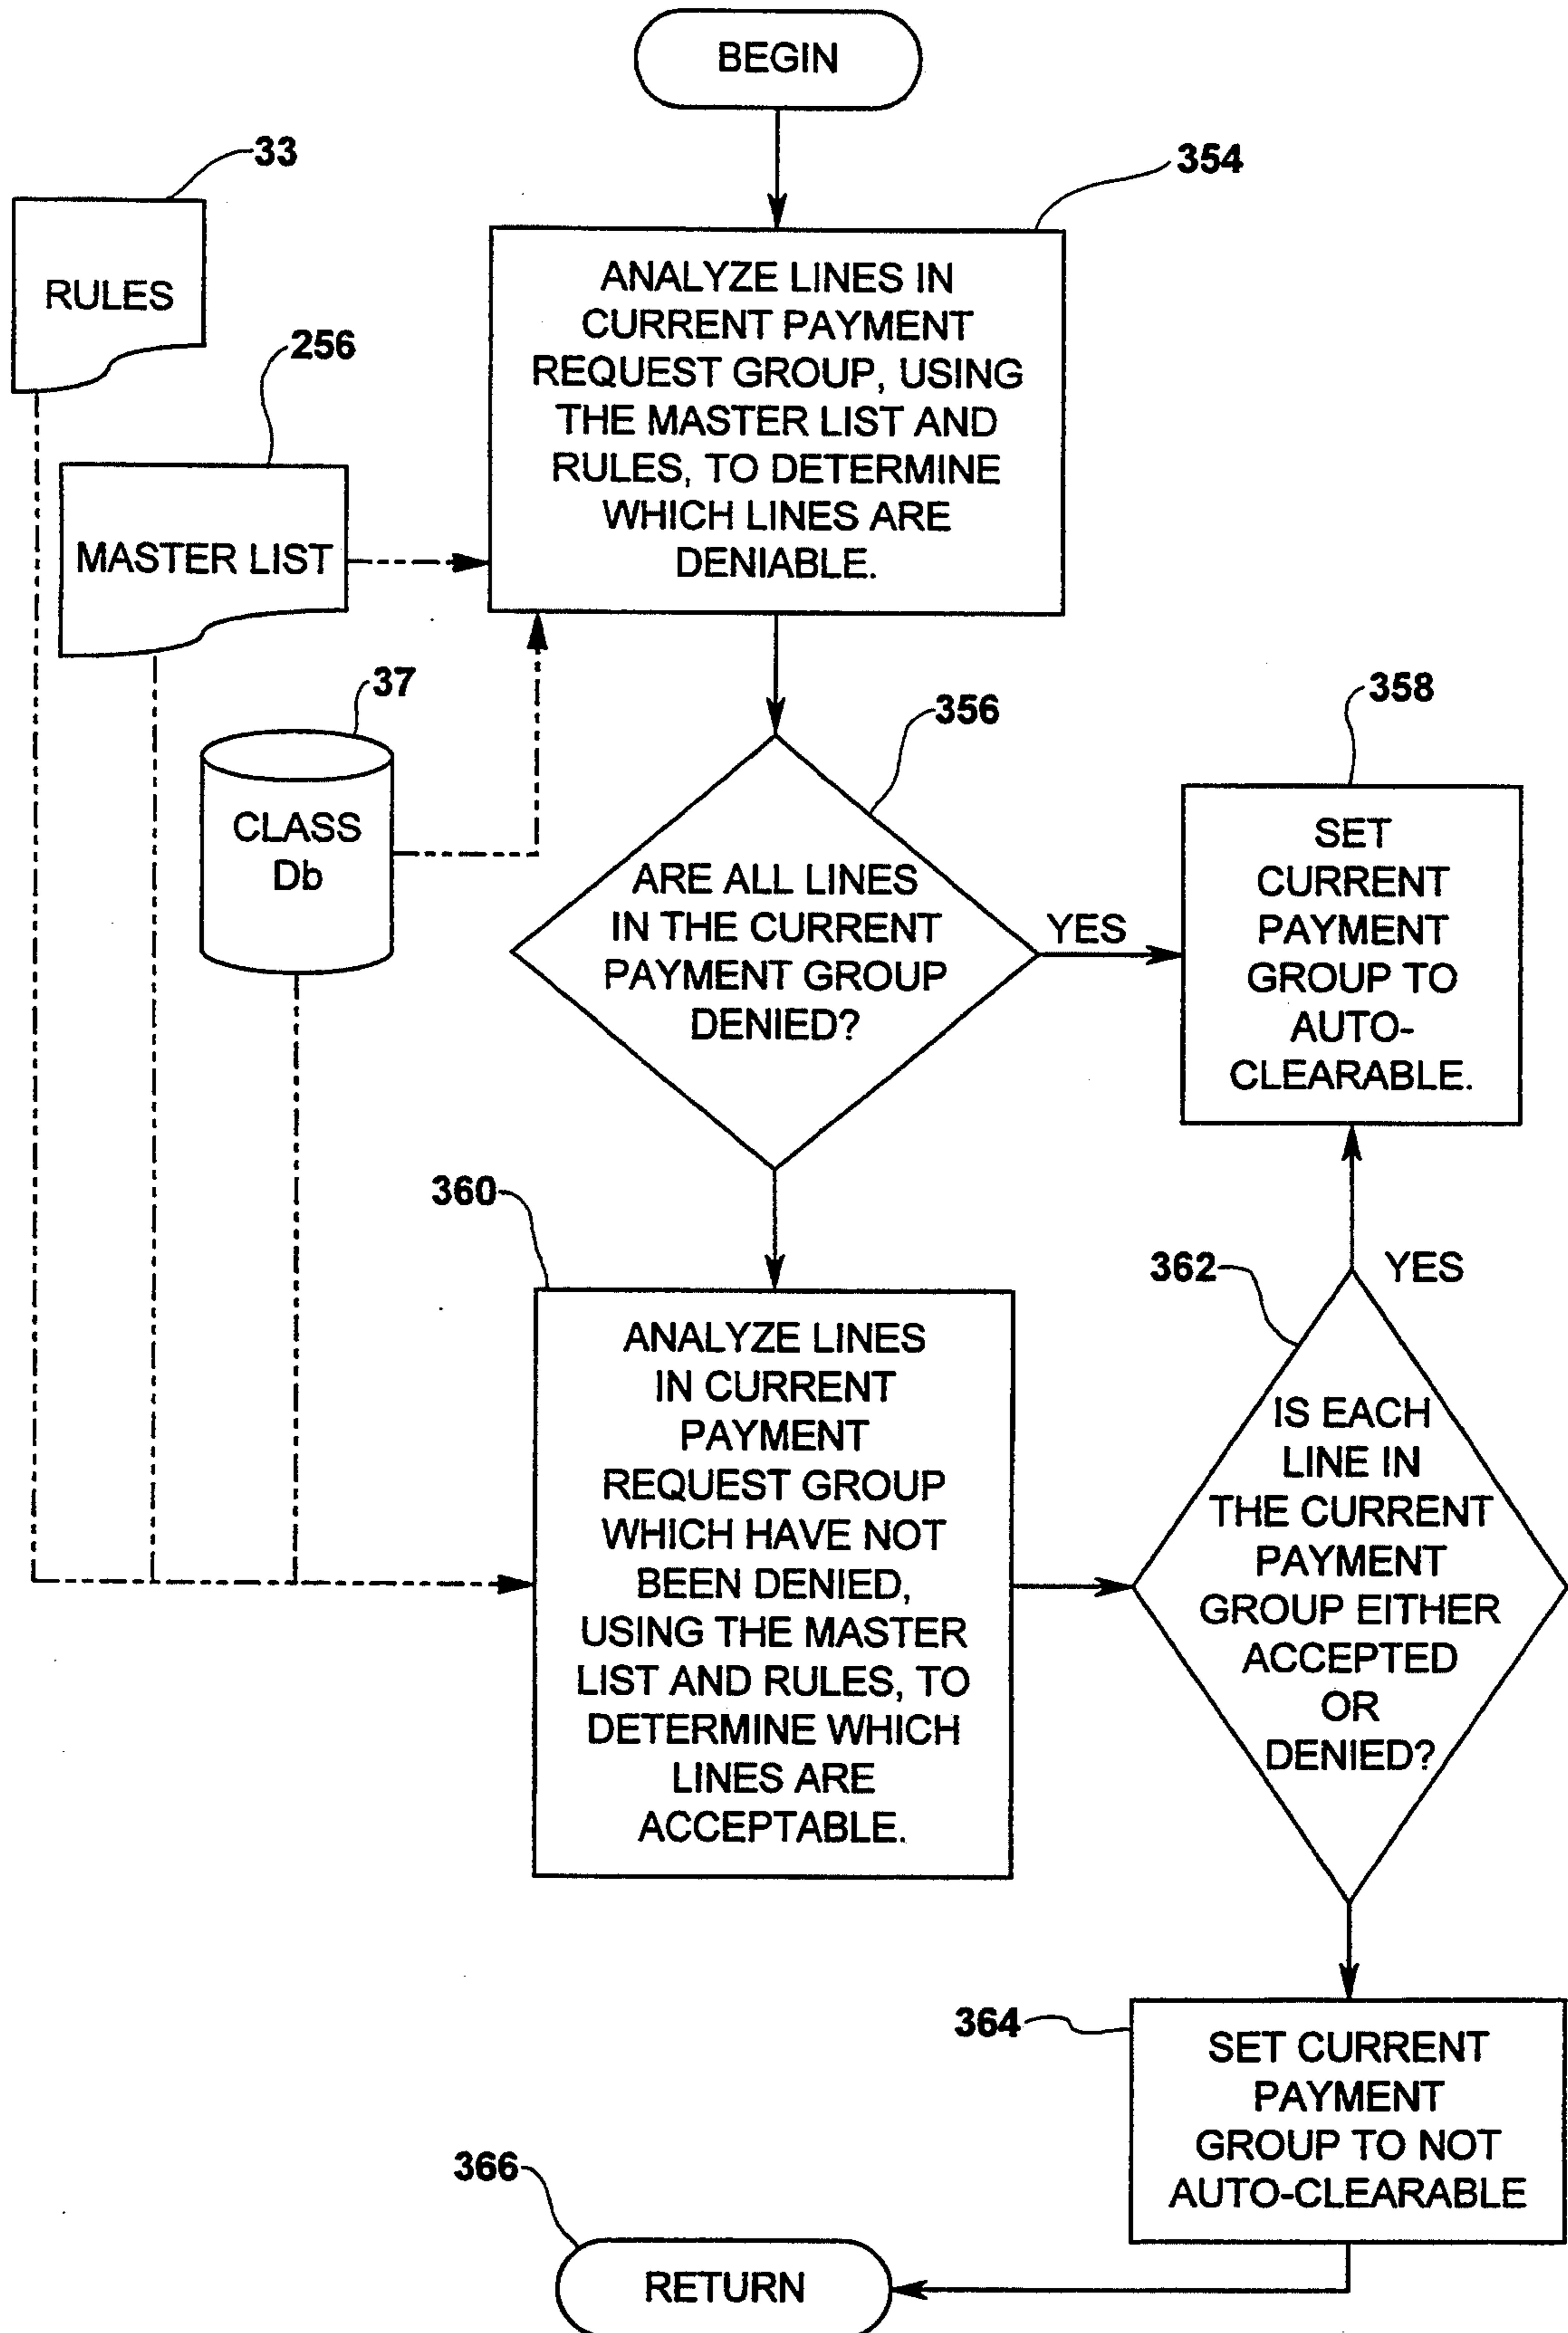 BEGIN
33
354
RULES
ANALYZE LINES IN
CURRENT PAYMENT
REQUEST GROUP, USING
THE MASTER LIST AND
RULES, TO DETERMINE
WHICH LINES ARE
DENIABLE.
256
MASTER LIST
37
CLASS
Db
356
ARE ALL LINES
IN THE CURRENT
PAYMENT GROUP
DENIED?
YES
358
SET
CURRENT
PAYMENT
GROUP TO
AUTO-
CLEARABLE.
360
ANALYZE LINES
IN CURRENT
PAYMENT
REQUEST GROUP
WHICH HAVE NOT
BEEN DENIED,
USING THE MASTER
LIST AND RULES, TO
DETERMINE WHICH
LINES ARE
ACCEPTABLE.
362
YES
IS EACH
LINE IN
THE CURRENT
PAYMENT
GROUP EITHER
ACCEPTED
OR
DENIED?
364
SET CURRENT
PAYMENT
GROUP TO NOT
AUTO-CLEARABLE
366
RETURN